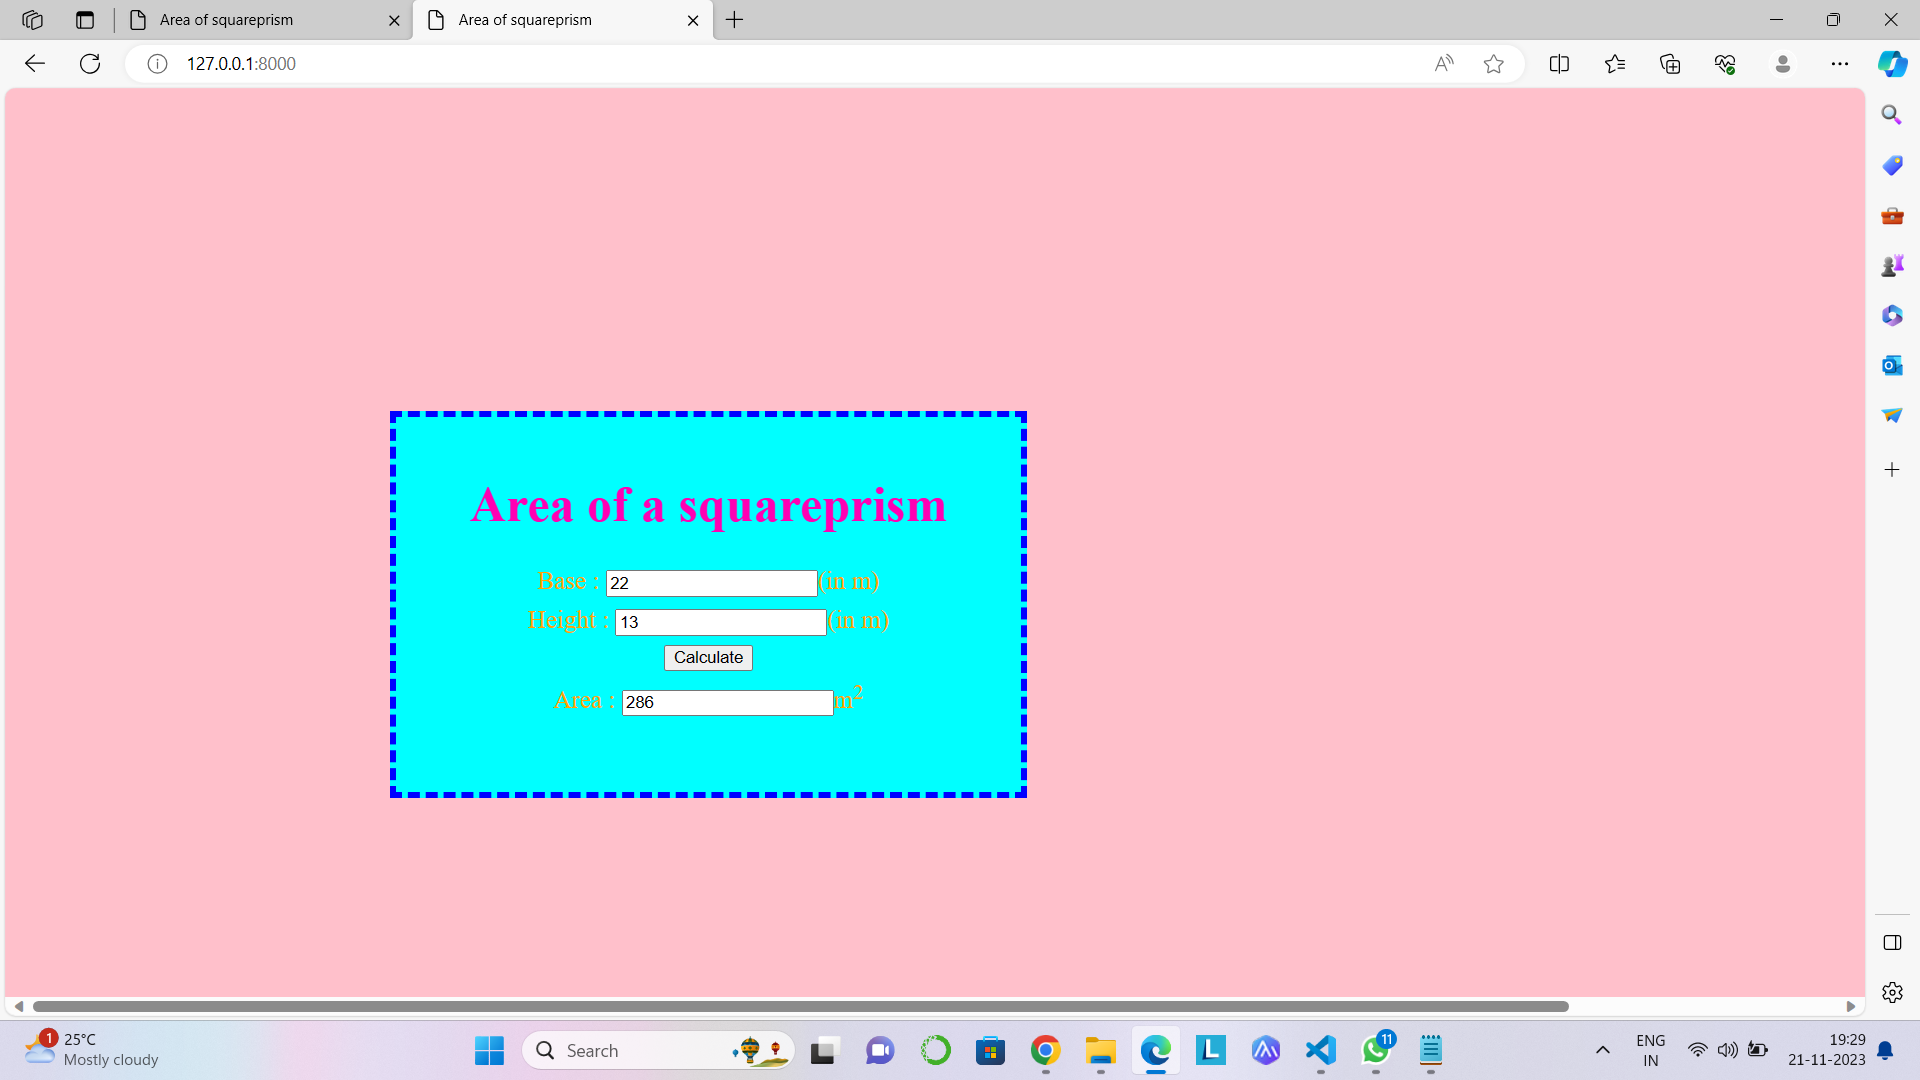 Area of squareprism
Area of squareprism
127.0.0.1:8000
Area of a squareprism
Base : 22 (in m)
Height : 13 (in m)
Calculate
Area : 286 m²
1
25°C
Mostly cloudy
Search
11
ENG
IN
19:29
21-11-2023